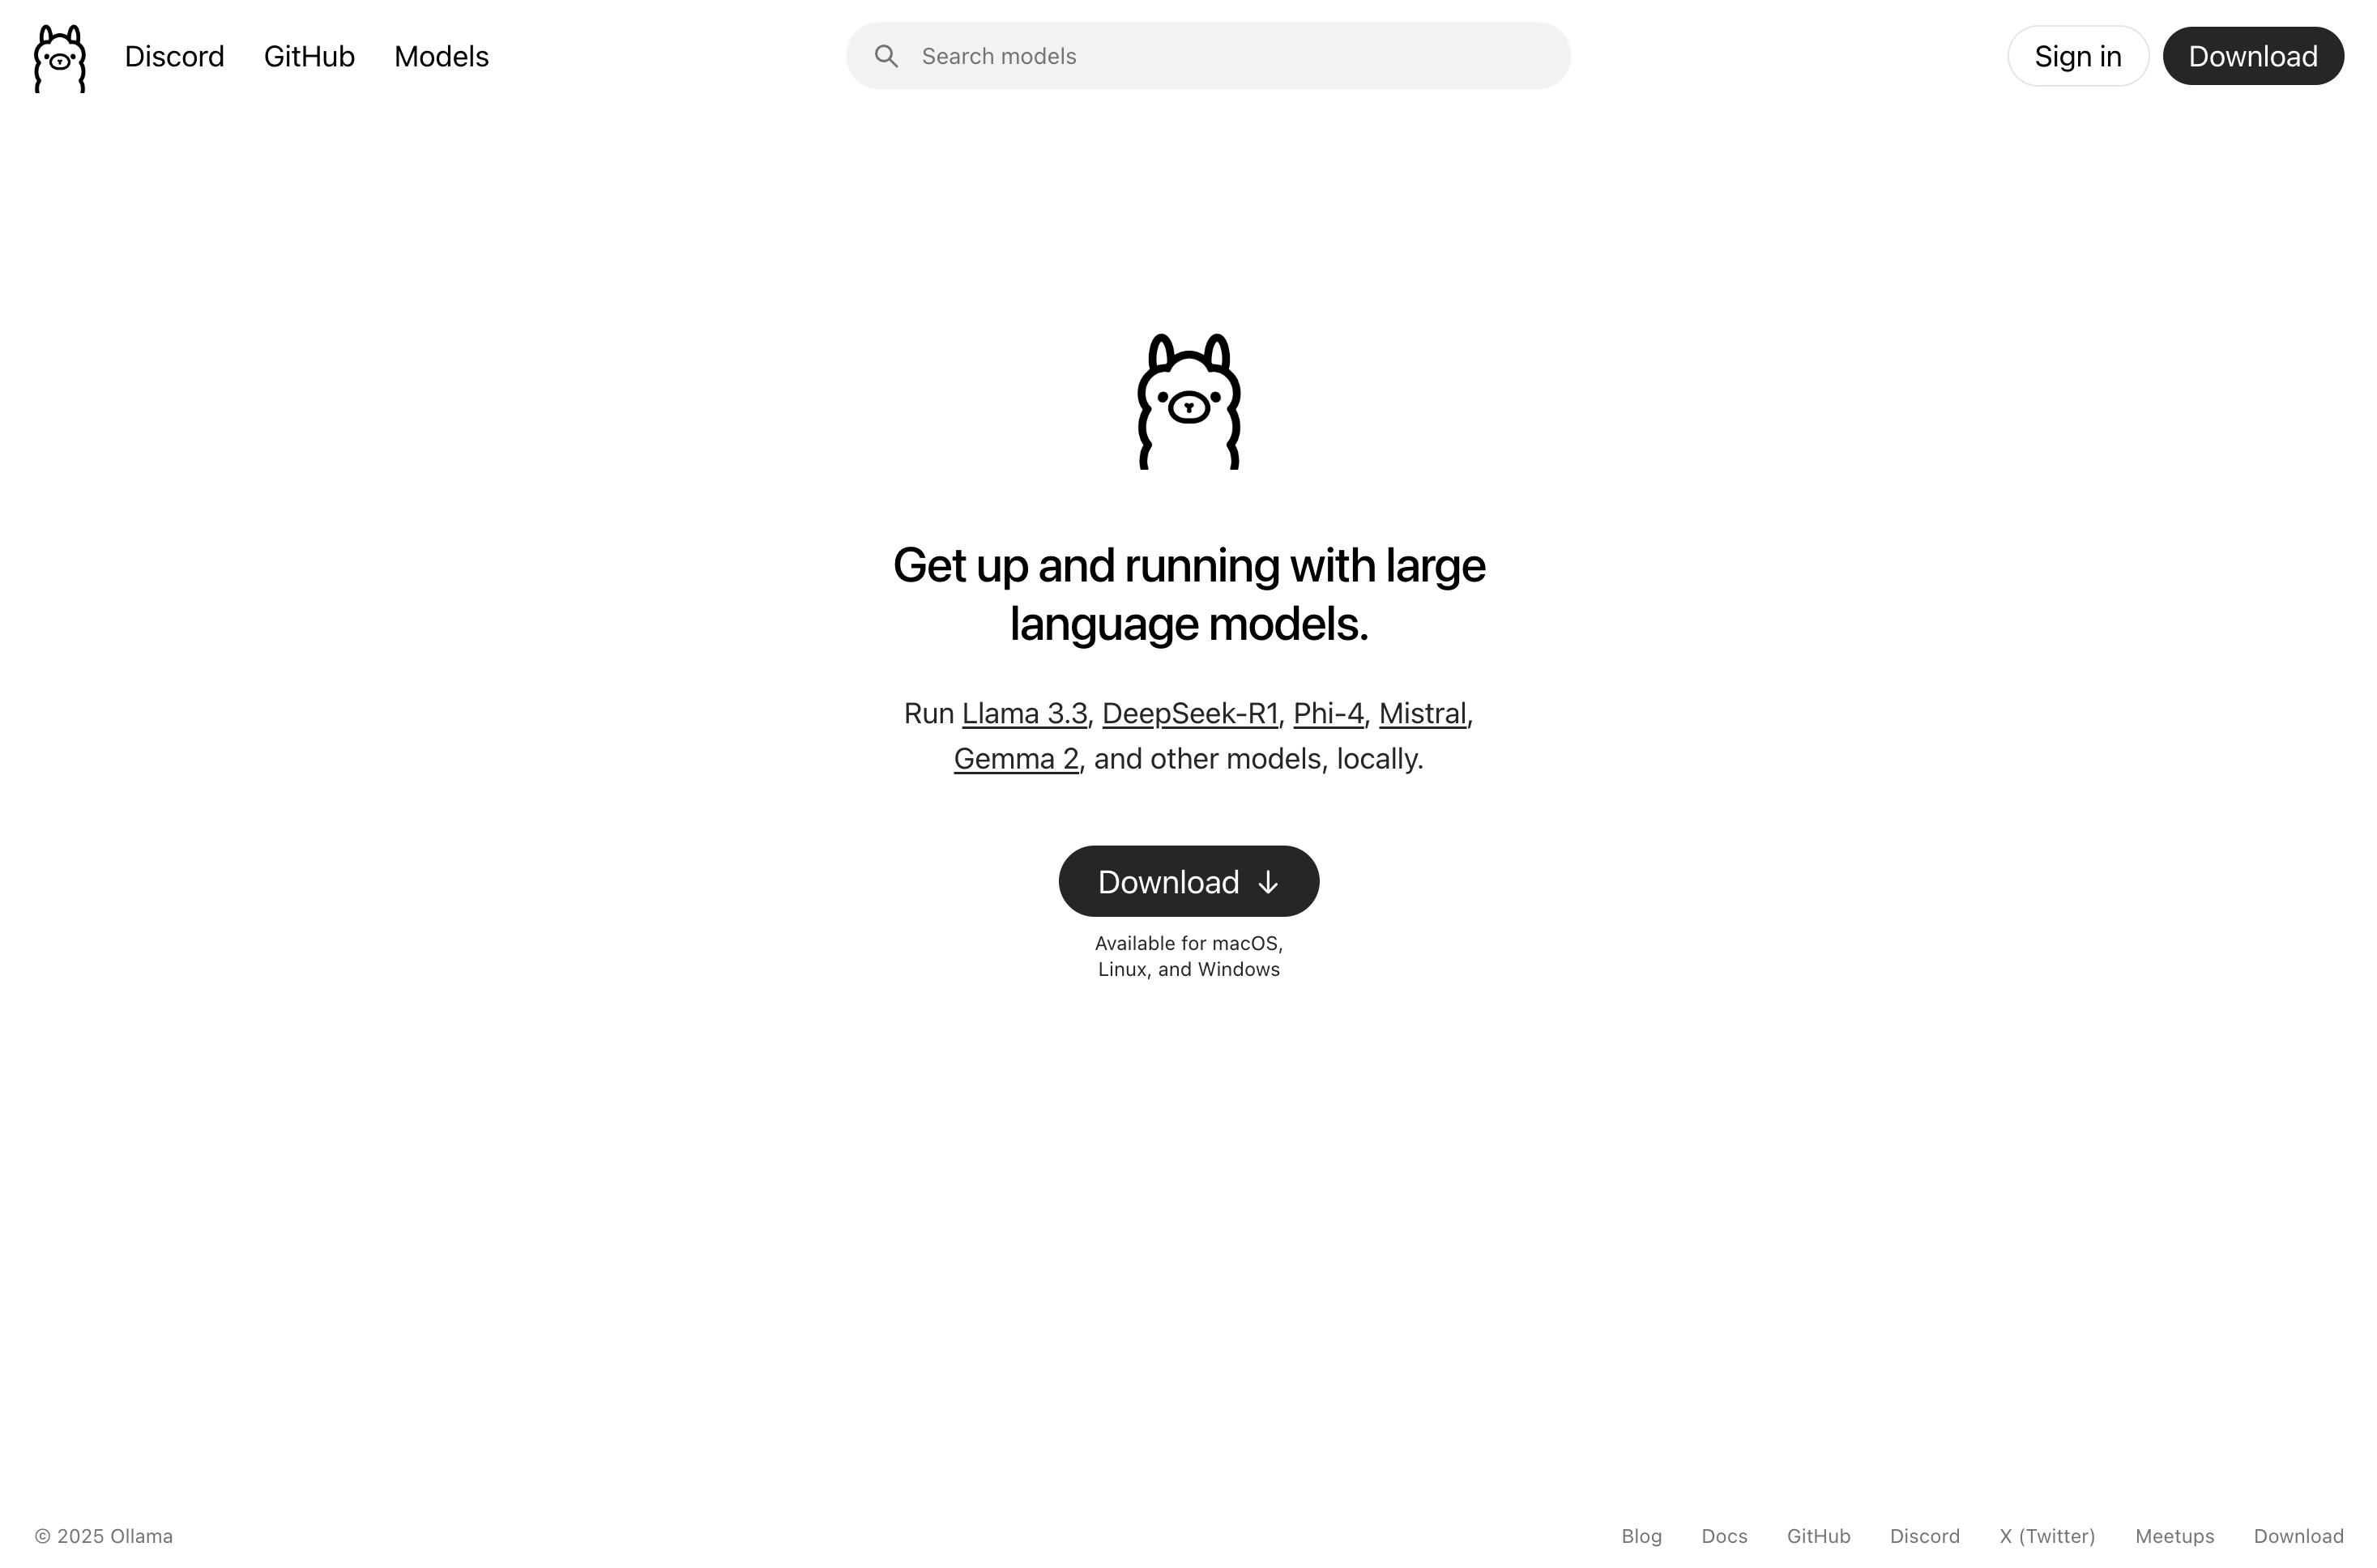 Discord GitHub Models Search models Sign in Download
Get up and running with large
language models.
Run Llama 3.3, DeepSeek-R1, Phi-4, Mistral,
Gemma 2, and other models, locally.
Download ↓
Available for macOS,
Linux, and Windows
© 2025 Ollama Blog Docs GitHub Discord X (Twitter) Meetups Download